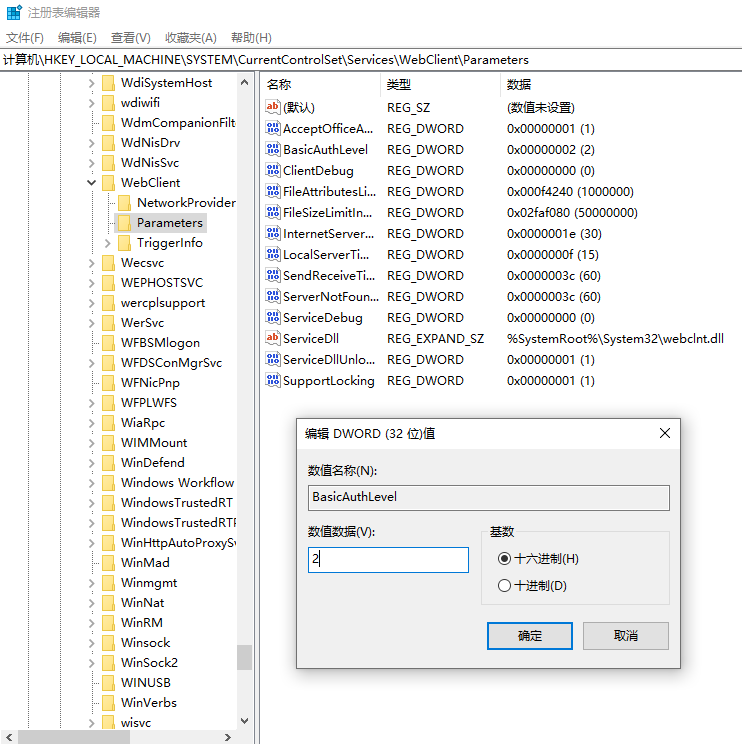 注册表编辑器
文件(F) 编辑(E) 查看(V) 收藏夹(A) 帮助(H)
计算机\HKEY_LOCAL_MACHINE\SYSTEM\CurrentControlSet\Services\WebClient\Parameters
WdiSystemHost
wdiwifi
WdmCompanionFilt
WdNisDrv
WdNisSvc
WebClient
NetworkProvider
Parameters
TriggerInfo
Wecsvc
WEPHOSTSVC
wercplsupport
WerSvc
WFBSMlogon
WFDSConMgrSvc
WFNicPnp
WFPLWFS
WiaRpc
WIMMount
WinDefend
Windows Workflow
WindowsTrustedRT
WindowsTrustedRTP
WinHttpAutoProxySv
WinMad
Winmgmt
WinNat
WinRM
Winsock
WinSock2
WINUSB
WinVerbs
wisvc
名称 类型 数据
(默认) REG_SZ (数值未设置)
AcceptOfficeA... REG_DWORD 0x00000001 (1)
BasicAuthLevel REG_DWORD 0x00000002 (2)
ClientDebug REG_DWORD 0x00000000 (0)
FileAttributesLi... REG_DWORD 0x000f4240 (1000000)
FileSizeLimitIn... REG_DWORD 0x02faf080 (50000000)
InternetServer... REG_DWORD 0x0000001e (30)
LocalServerTi... REG_DWORD 0x0000000f (15)
SendReceiveTi... REG_DWORD 0x0000003c (60)
ServerNotFoun... REG_DWORD 0x0000003c (60)
ServiceDebug REG_DWORD 0x00000000 (0)
ServiceDll REG_EXPAND_SZ %SystemRoot%\System32\webclnt.dll
ServiceDllUnlo... REG_DWORD 0x00000001 (1)
SupportLocking REG_DWORD 0x00000001 (1)
编辑 DWORD (32 位)值
数值名称(N):
BasicAuthLevel
数值数据(V):
2
基数
十六进制(H)
十进制(D)
确定 取消